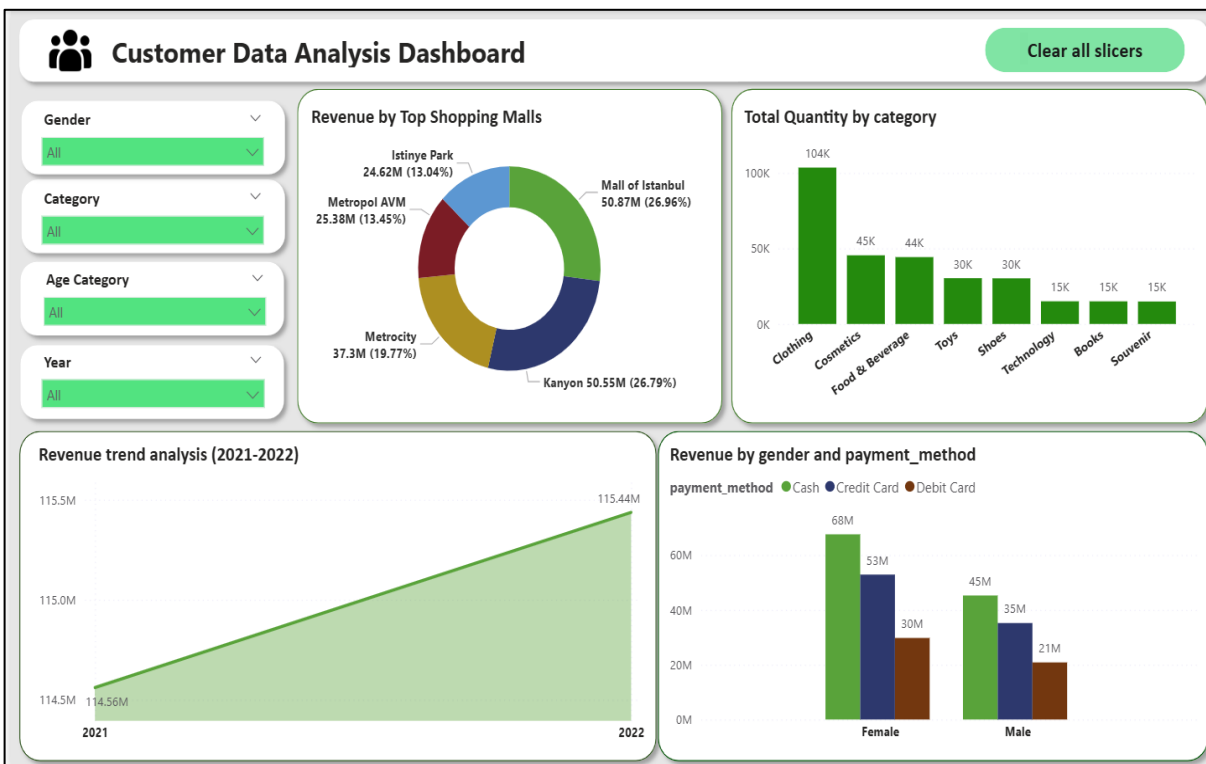 Customer Data Analysis Dashboard
Clear all slicers
Gender
All
Category
All
Age Category
All
Year
All
Revenue by Top Shopping Malls
Istinye Park
24.62M (13.04%)
Metropol AVM
25.38M (13.45%)
Metrocity
37.3M (19.77%)
Mall of Istanbul
50.87M (26.96%)
Kanyon 50.55M (26.79%)
Total Quantity by category
100K
50K
0K
104K
45K
44K
30K
30K
15K
15K
15K
Clothing
Cosmetics
Food & Beverage
Toys
Shoes
Technology
Books
Souvenir
Revenue trend analysis (2021-2022)
115.5M
115.0M
114.5M
114.56M
115.44M
2021
2022
Revenue by gender and payment_method
payment_method Cash Credit Card Debit Card
60M
40M
20M
0M
68M
53M
30M
45M
35M
21M
Female
Male